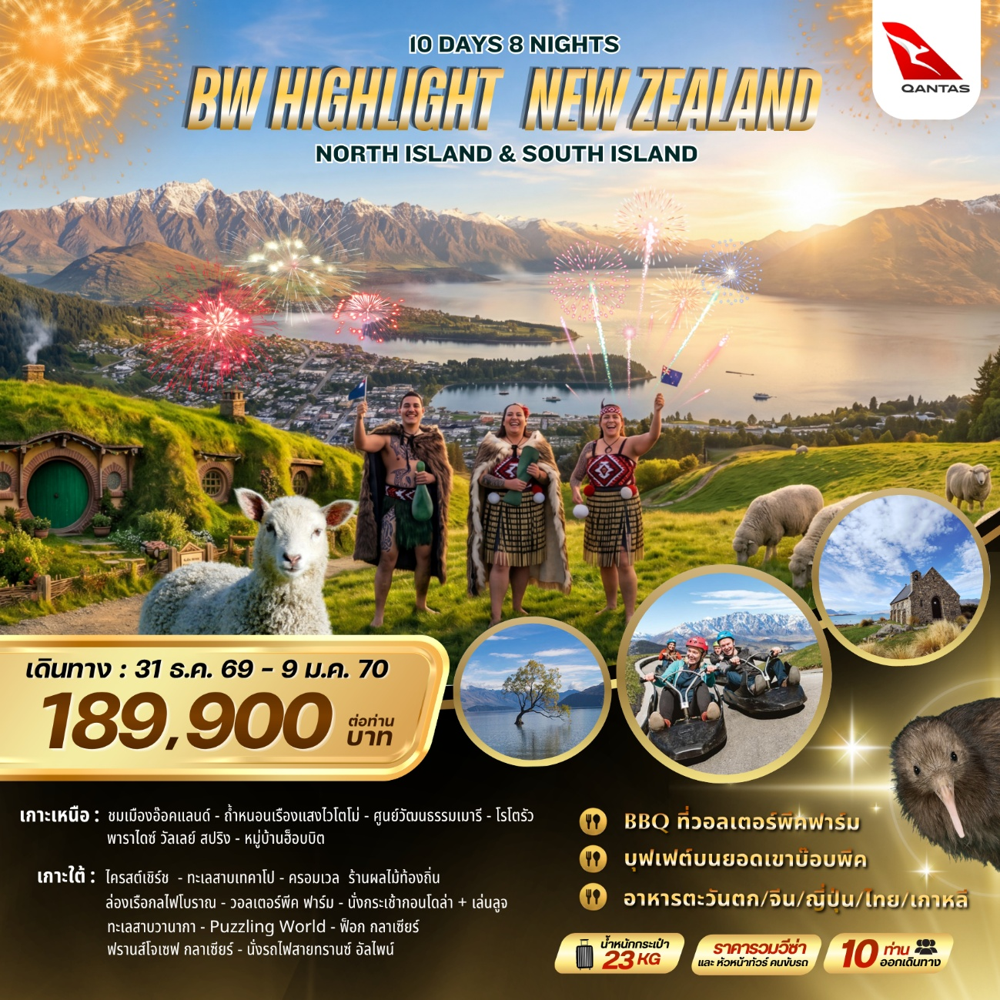 10 DAYS 8 NIGHTS
BW HIGHLIGHT NEW ZEALAND
NORTH ISLAND & SOUTH ISLAND
QANTAS
เดินทาง : 31 ธ.ค. 69 - 9 ม.ค. 70
189,900 ต่อท่าน บาท
เกาะเหนือ : ชมเมืองอ๊อคแลนด์ - ถ้ำหนอนเรืองแสงไวโตโม่ - ศูนย์วัฒนธรรมเมารี - โรโตรัว
พาราไดซ์ วัลเลย์ สปริง - หมู่บ้านฮ็อบบิต
เกาะใต้ : ไครสต์เชิร์ช - ทะเลสาบเทคาโป - ครอมเวล ร้านผลไม้ท้องถิ่น
ล่องเรือกลไฟโบราณ - วอลเตอร์พีค ฟาร์ม - นั่งกระเช้ากอนโดล่า + เล่นลูจ
ทะเลสาบวานากา - Puzzling World - ฟ็อก กลาเซียร์
ฟรานส์โจเซฟ กลาเซียร์ - นั่งรถไฟสายทรานซ์ อัลไพน์
BBQ ที่วอลเตอร์พีคฟาร์ม
บุฟเฟต์บนยอดเขาบ๊อบพีค
อาหารตะวันตก/จีน/ญี่ปุ่น/ไทย/เกาหลี
น้ำหนักกระเป๋า
23 KG
ราคารวมวีซ่า
และ หัวหน้าทัวร์ คนขับรถ
10 ท่าน
ออกเดินทาง